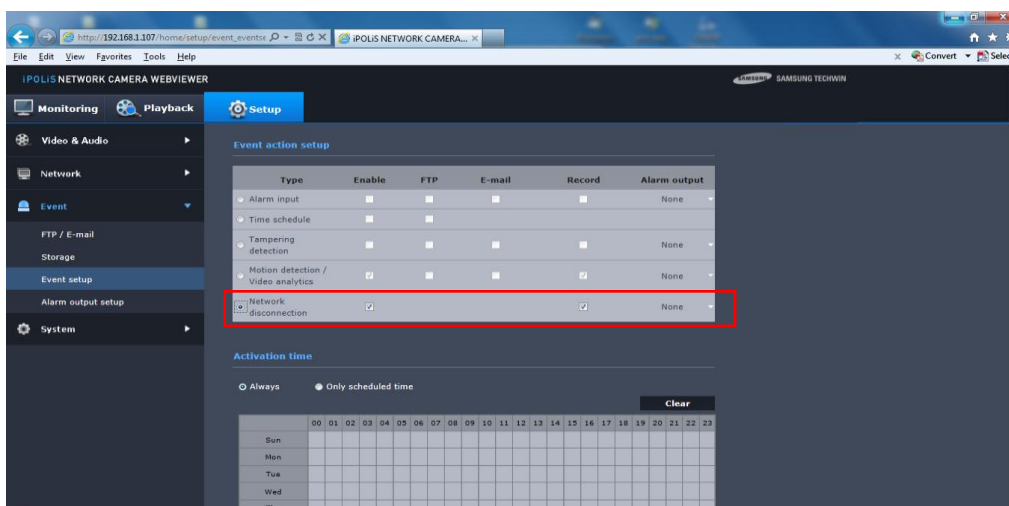 http://192.168.1.107/home/setup/event_eventse
iPOLiS NETWORK CAMERA...
File Edit View Favorites Tools Help
Convert
Selec
iPOLiS NETWORK CAMERA WEBVIEWER
SAMSUNG SAMSUNG TECHWIN
Monitoring Playback Setup
Video & Audio
Network
Event
FTP / E-mail
Storage
Event setup
Alarm output setup
System
Event action setup
Type Enable FTP E-mail Record Alarm output
Alarm input None
Time schedule
Tampering
detection None
Motion detection /
Video analytics None
Network
disconnection None
Activation time
Always Only scheduled time
Clear
00 01 02 03 04 05 06 07 08 09 10 11 12 13 14 15 16 17 18 19 20 21 22 23
Sun
Mon
Tue
Wed